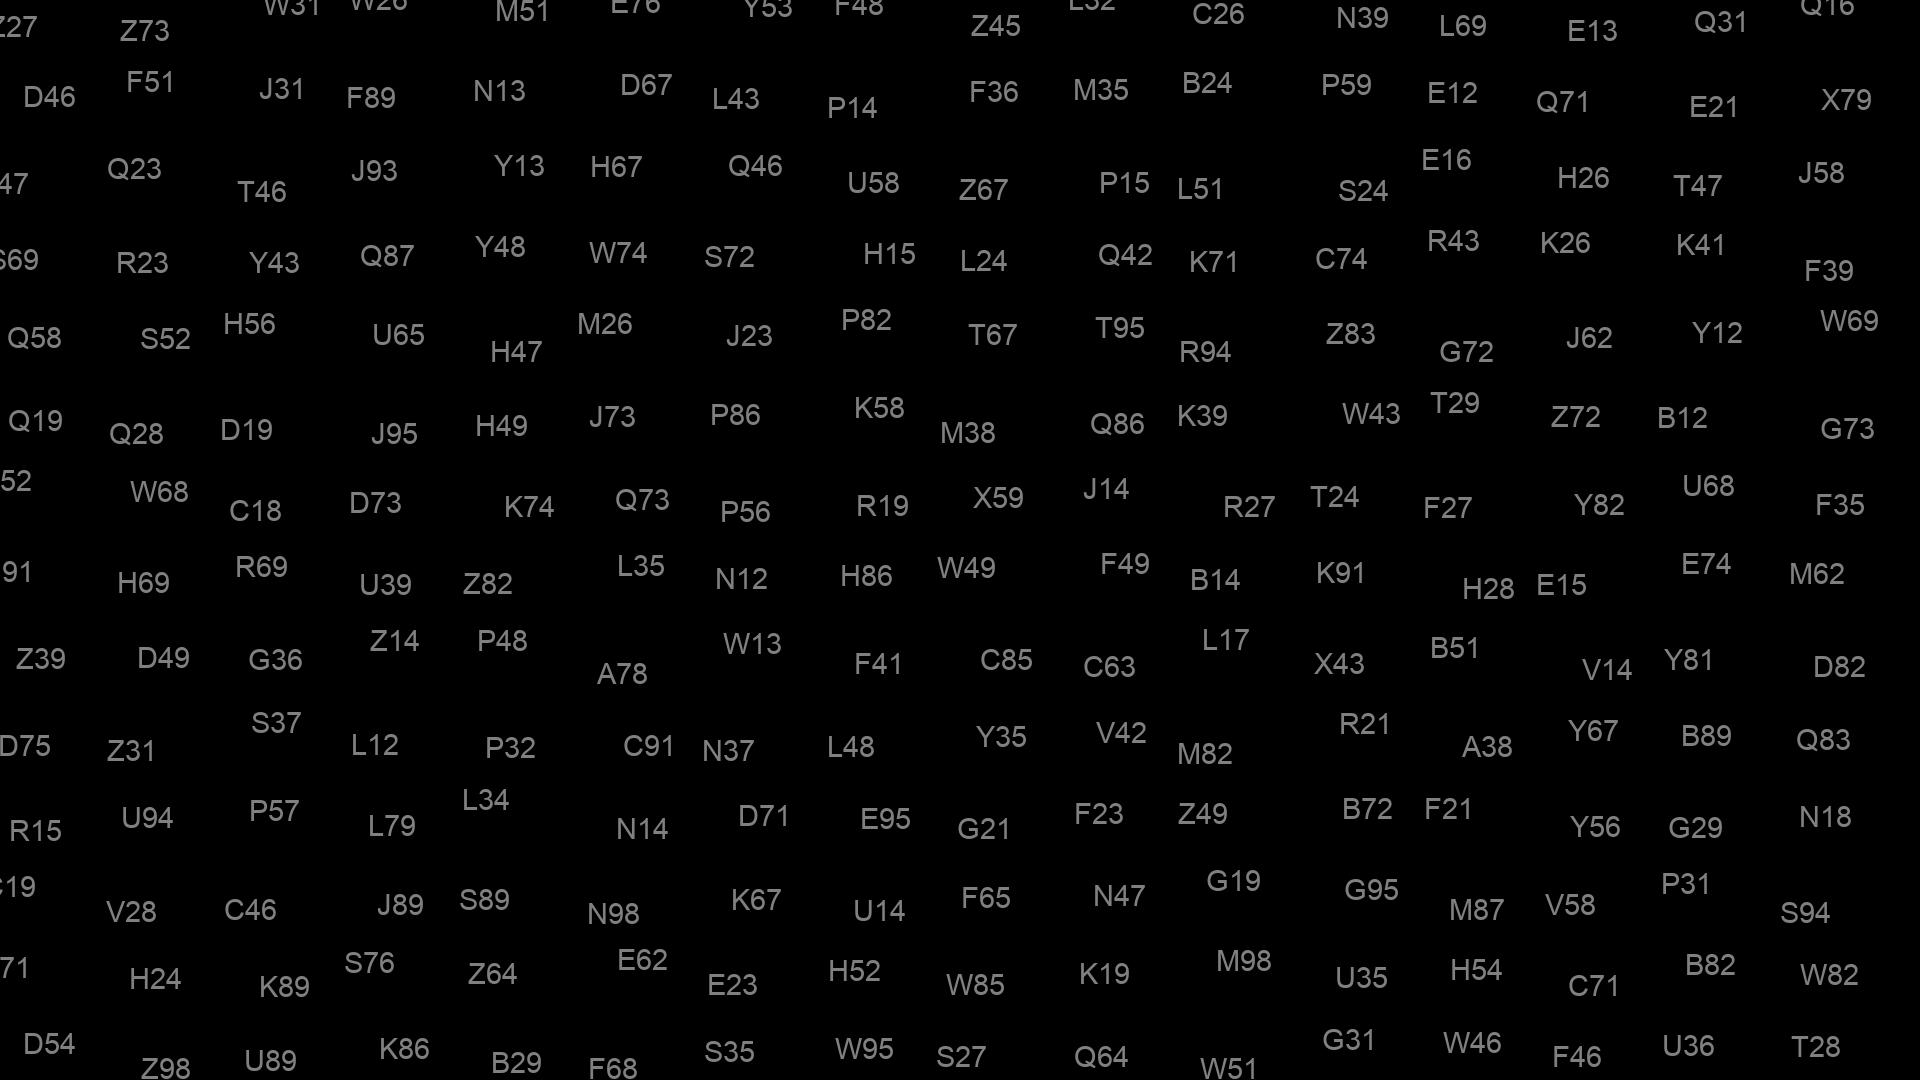 Z27 Z73 W31 W26 M51 E76 Y53 F48 Z45 L32 C26 N39 L69 E13 Q31 Q16
D46 F51 J31 F89 N13 D67 L43 P14 F36 M35 B24 P59 E12 Q71 E21 X79
47 Q23 T46 J93 Y13 H67 Q46 U58 Z67 P15 L51 S24 E16 H26 T47 J58
S69 R23 Y43 Q87 Y48 W74 S72 H15 L24 Q42 K71 C74 R43 K26 K41 F39
Q58 S52 H56 U65 H47 M26 J23 P82 T67 T95 R94 Z83 G72 J62 Y12 W69
Q19 Q28 D19 J95 H49 J73 P86 K58 M38 Q86 K39 W43 T29 Z72 B12 G73
52 W68 C18 D73 K74 Q73 P56 R19 X59 J14 R27 T24 F27 Y82 U68 F35
91 H69 R69 U39 Z82 L35 N12 H86 W49 F49 B14 K91 H28 E15 E74 M62
Z39 D49 G36 Z14 P48 A78 W13 F41 C85 C63 L17 X43 B51 V14 Y81 D82
D75 Z31 S37 L12 P32 C91 N37 L48 Y35 V42 M82 R21 A38 Y67 B89 Q83
R15 U94 P57 L79 L34 N14 D71 E95 G21 F23 Z49 B72 F21 Y56 G29 N18
C19 V28 C46 J89 S89 N98 K67 U14 F65 N47 G19 G95 M87 V58 P31 S94
71 H24 K89 S76 Z64 E62 E23 H52 W85 K19 M98 U35 H54 C71 B82 W82
D54 Z98 U89 K86 B29 F68 S35 W95 S27 Q64 W51 G31 W46 F46 U36 T28